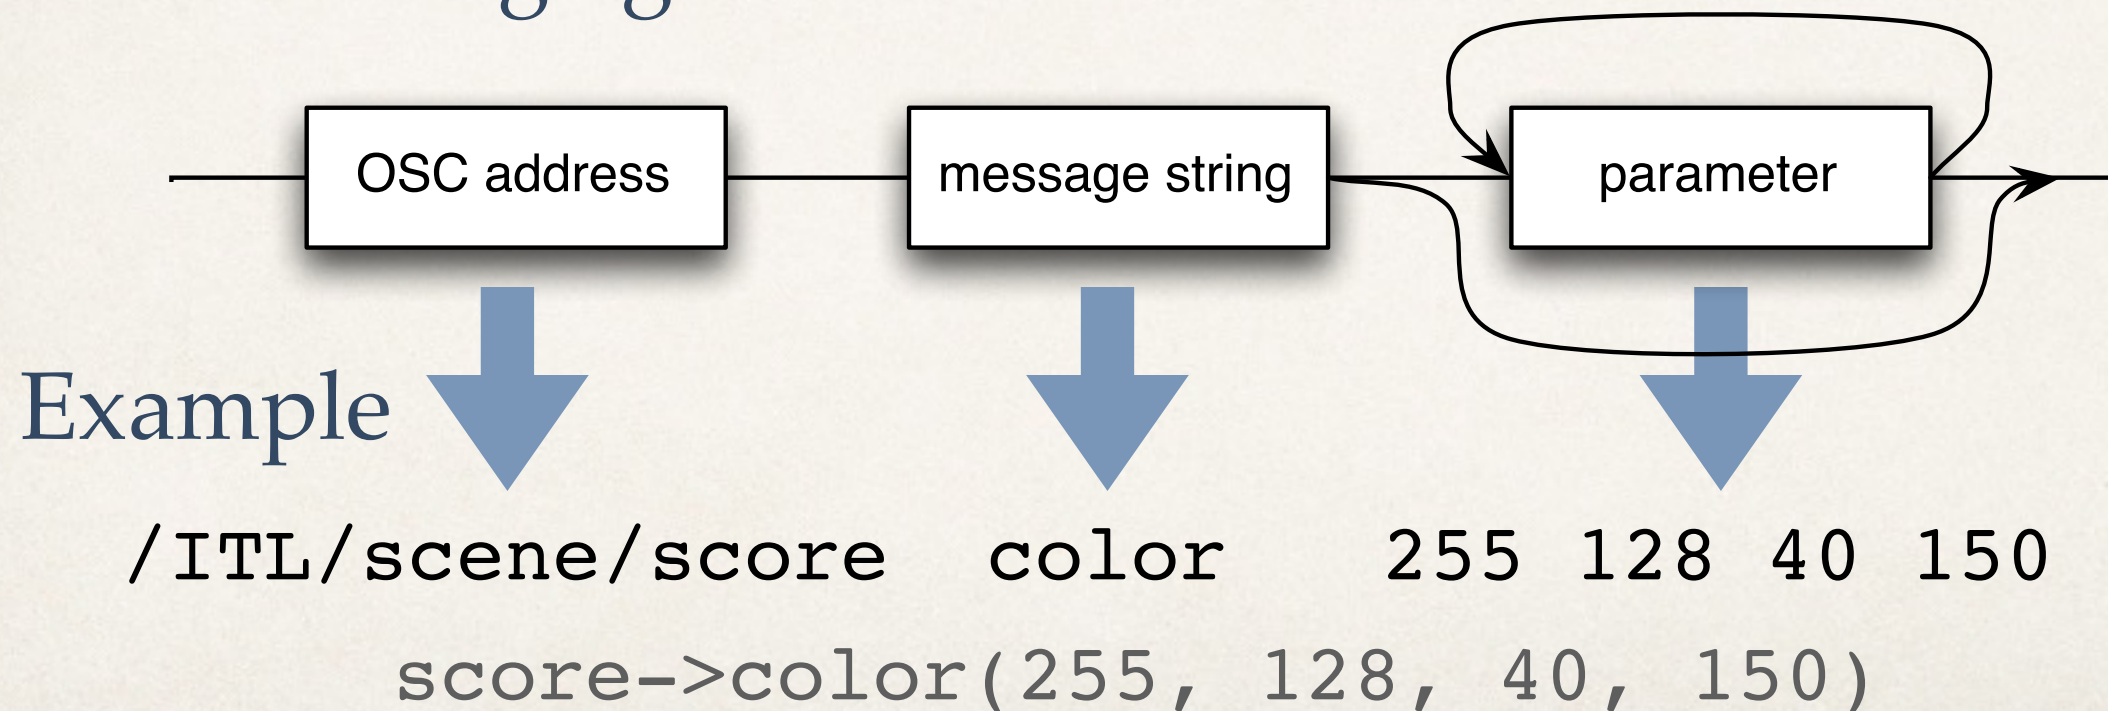 OSC address message string parameter
Example
/ITL/scene/score color 255 128 40 150
score->color(255, 128, 40, 150)